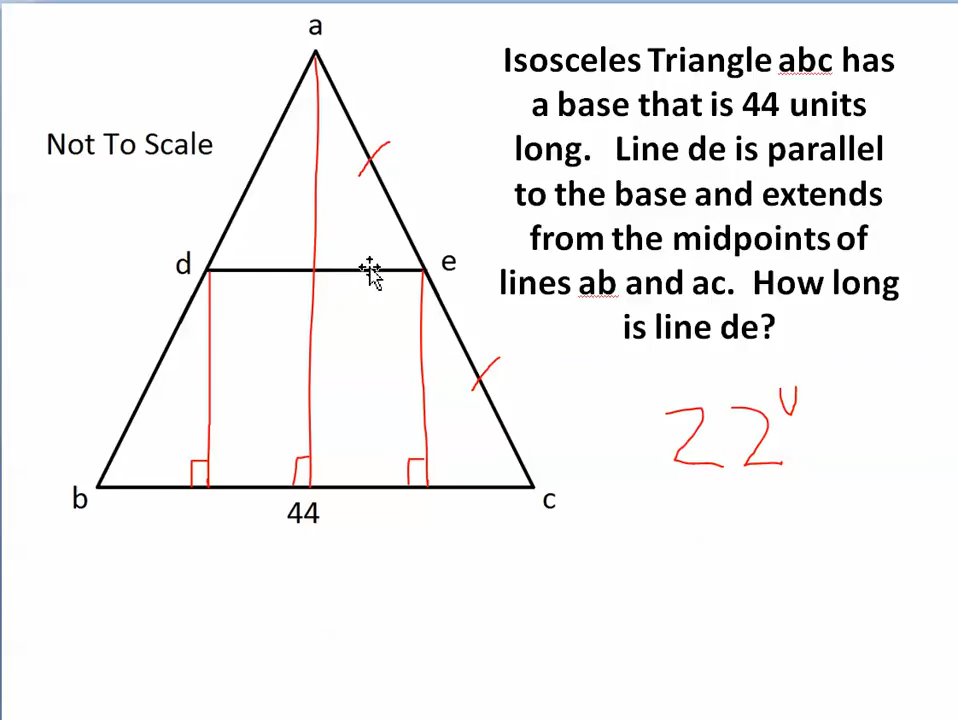 a
Isosceles Triangle abc has
a base that is 44 units
long. Line de is parallel
to the base and extends
from the midpoints of
lines ab and ac. How long
is line de?
Not To Scale
d
e
22 u
b
44
c